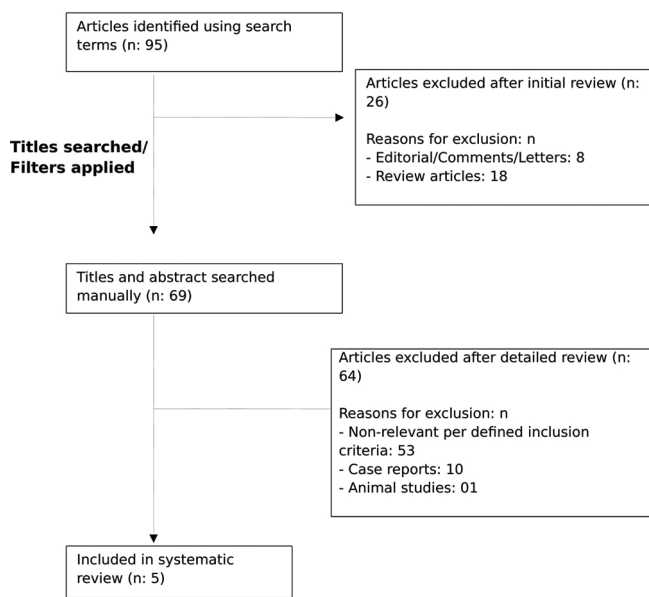 Articles identified using search
terms (n: 95)
Articles excluded after initial review (n:
26)
Reasons for exclusion: n
- Editorial/Comments/Letters: 8
- Review articles: 18
Titles searched/
Filters applied
Titles and abstract searched
manually (n: 69)
Articles excluded after detailed review (n:
64)
Reasons for exclusion: n
- Non-relevant per defined inclusion
criteria: 53
- Case reports: 10
- Animal studies: 01
Included in systematic
review (n: 5)